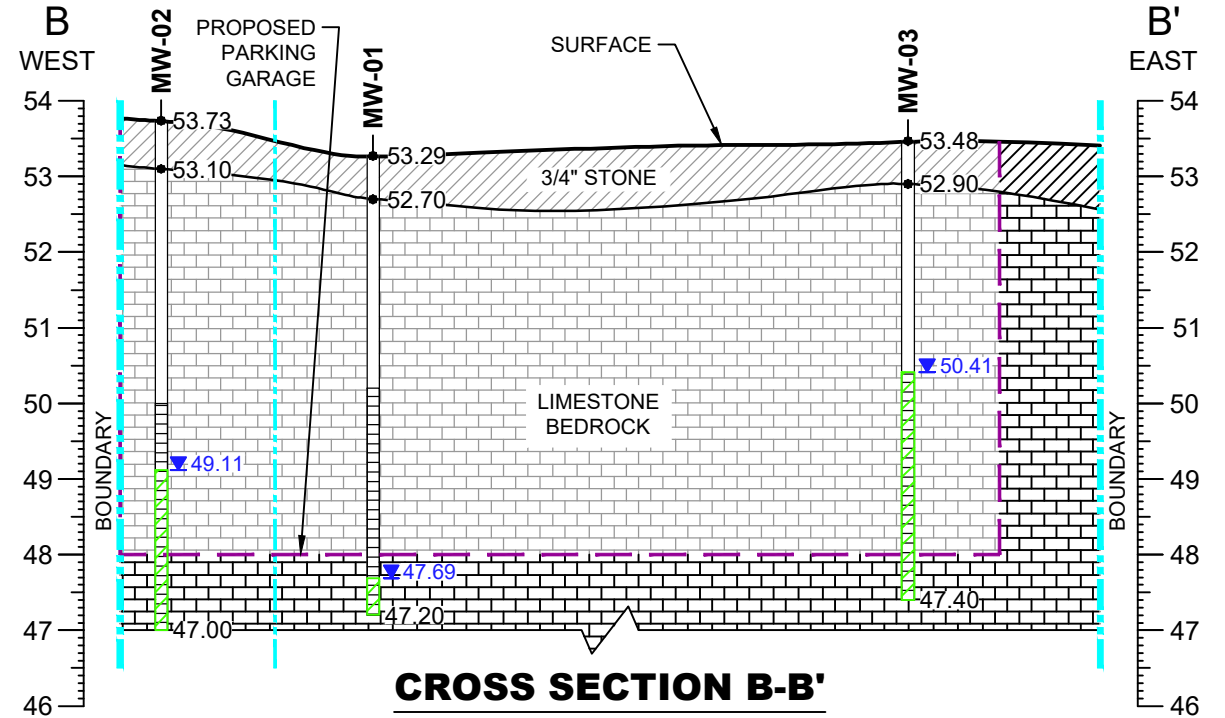 B
WEST
MW-02
PROPOSED
PARKING
GARAGE
MW-01
SURFACE
MW-03
B'
EAST
54
53
52
51
50
49
48
47
46
53.73
53.10
53.29
52.70
3/4" STONE
53.48
52.90
LIMESTONE
BEDROCK
50.41
49.11
47.69
47.00
47.20
47.40
BOUNDARY
BOUNDARY
54
53
52
51
50
49
48
47
46
CROSS SECTION B-B'